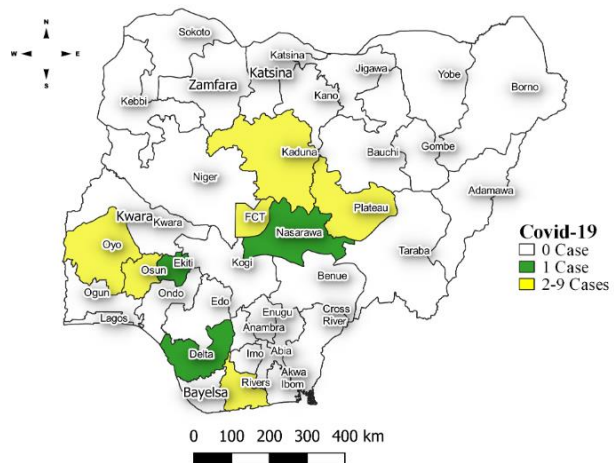 N
W E
S
Sokoto
Katsina
Zamfara
Katsina
Jigawa
Yobe
Borno
Kebbi
Kano
Kaduna
Bauchi
Gombe
Niger
Adamawa
FCT
Plateau
Nasarawa
Kwara
Kwara
Taraba
Oyo
Osun
Ekiti
Kogi
Benue
Ogun
Ondo
Edo
Lagos
Enugu
Anambra
Cross
River
Delta
Imo
Abia
Akwa
Ibom
Rivers
Bayelsa
Covid-19
0 Case
1 Case
2-9 Cases
0 100 200 300 400 km